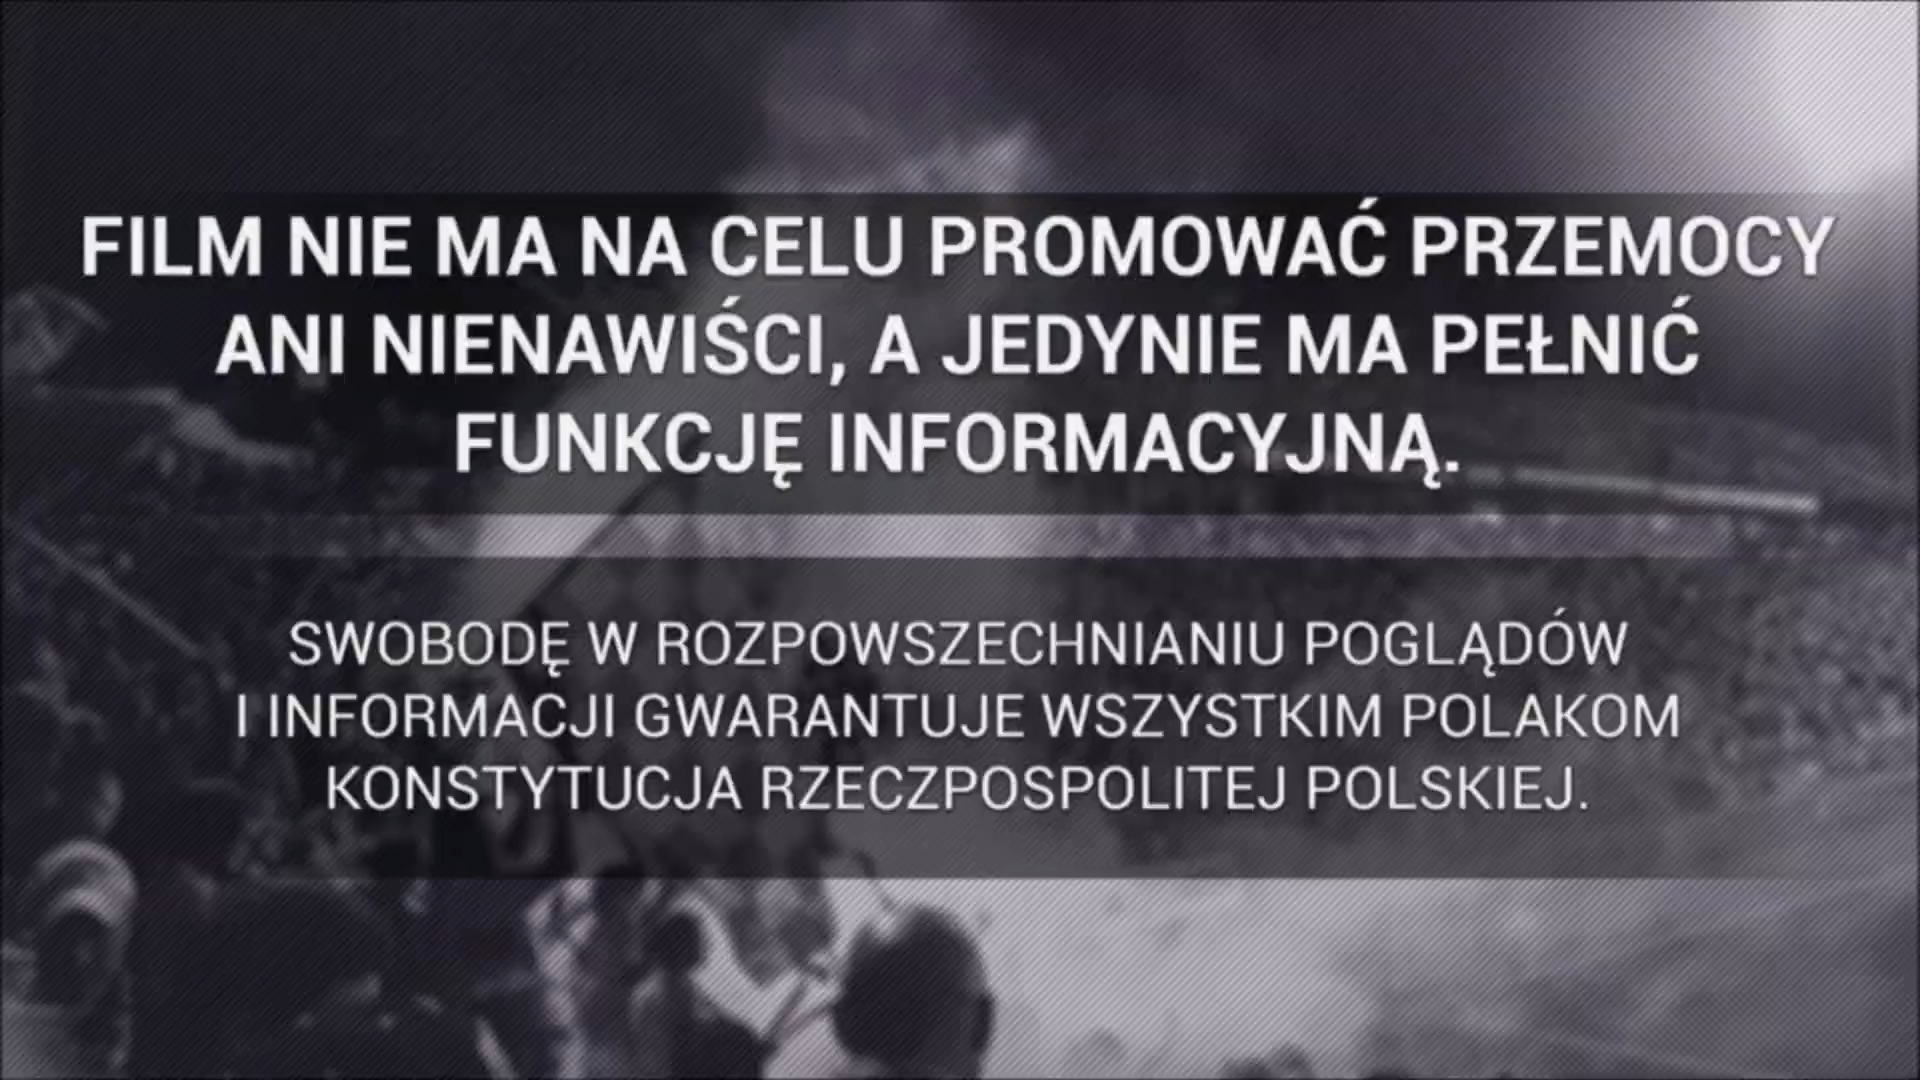 FILM NIE MA NA CELU PROMOWAĆ PRZEMOCY
ANI NIENAWIŚCI, A JEDYNIE MA PEŁNIĆ
FUNKCJĘ INFORMACYJNĄ.
SWOBODĘ W ROZPOWSZECHNIANIU POGLĄDÓW
I INFORMACJI GWARANTUJE WSZYSTKIM POLAKOM
KONSTYTUCJA RZECZPOSPOLITEJ POLSKIEJ.